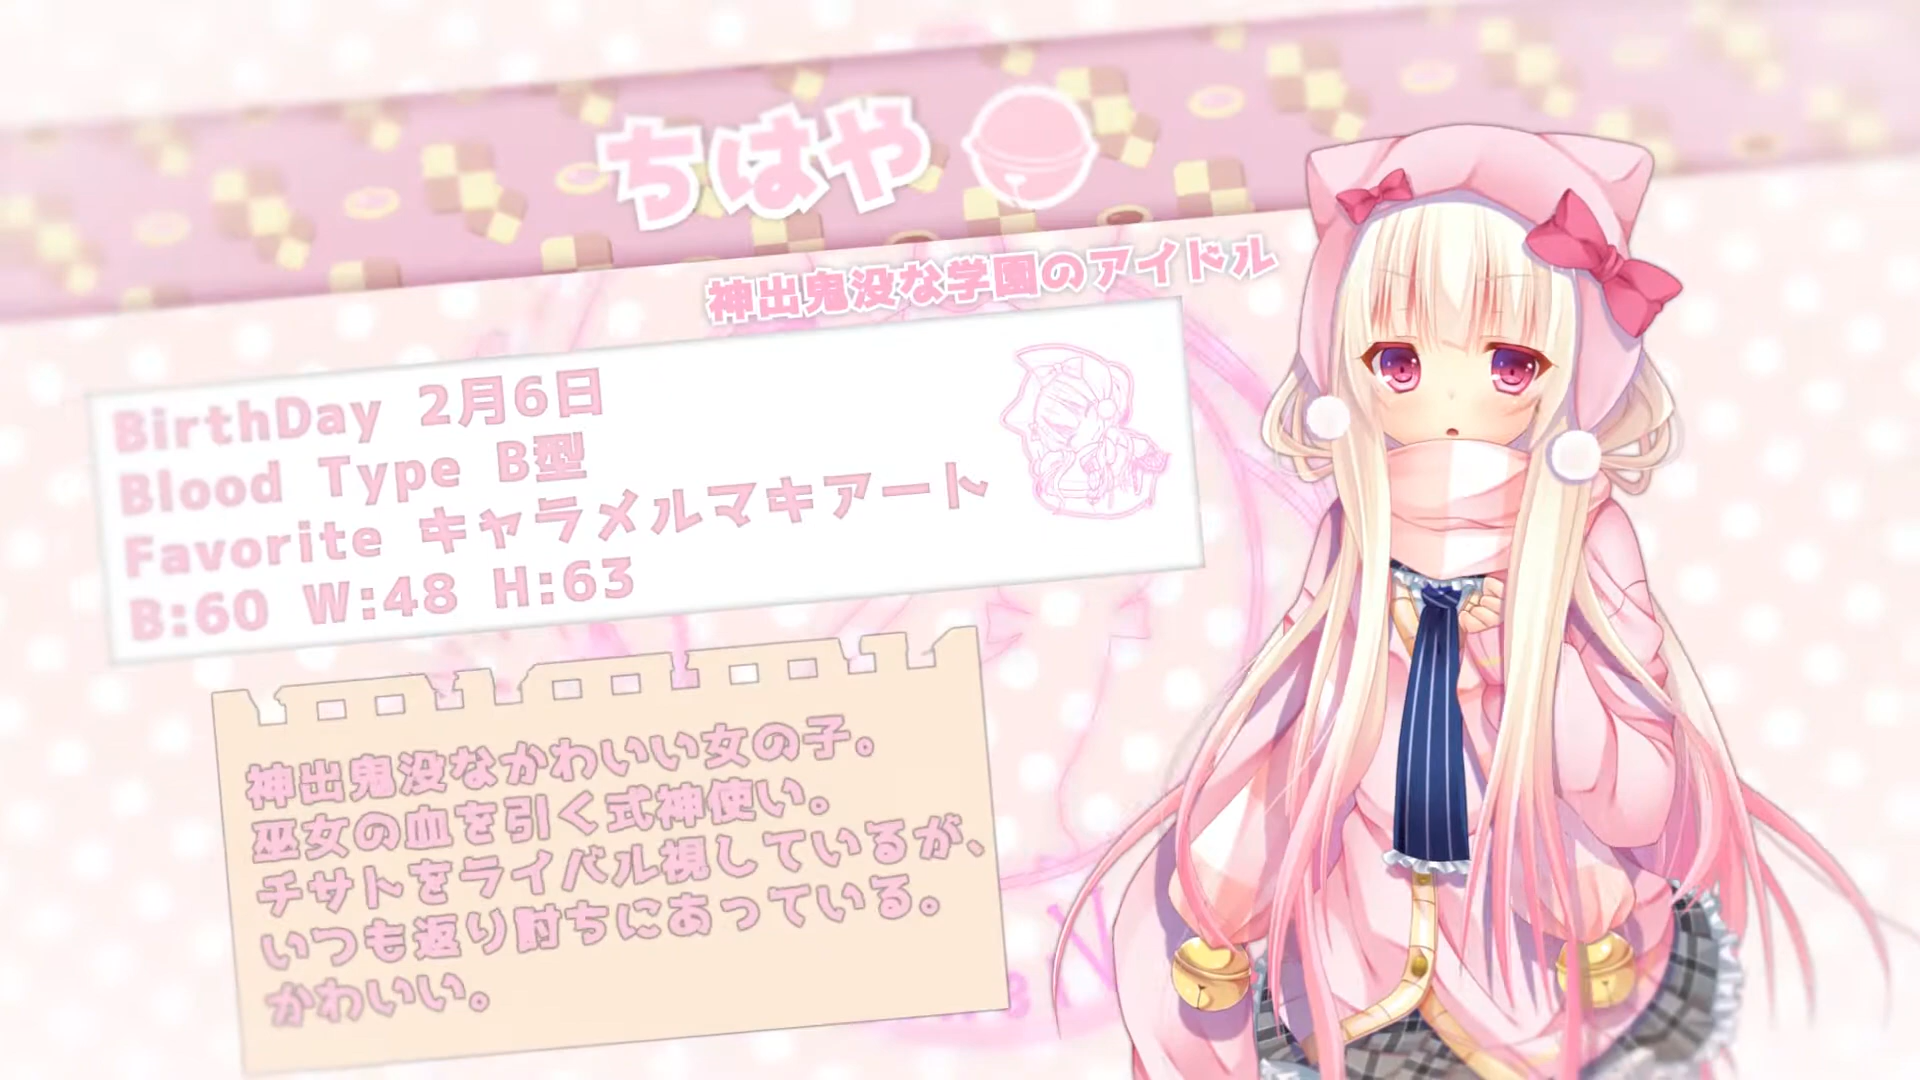 ちはや
神出鬼没な学園のアイドル
BirthDay 2月6日
Blood Type B型
Favorite キャラメルマキアート
B:60 W:48 H:63
神出鬼没なかわいい女の子。
巫女の血を引く式神使い。
チサトをライバル視しているが、
いつも返り討ちにあっている。
かわいい。